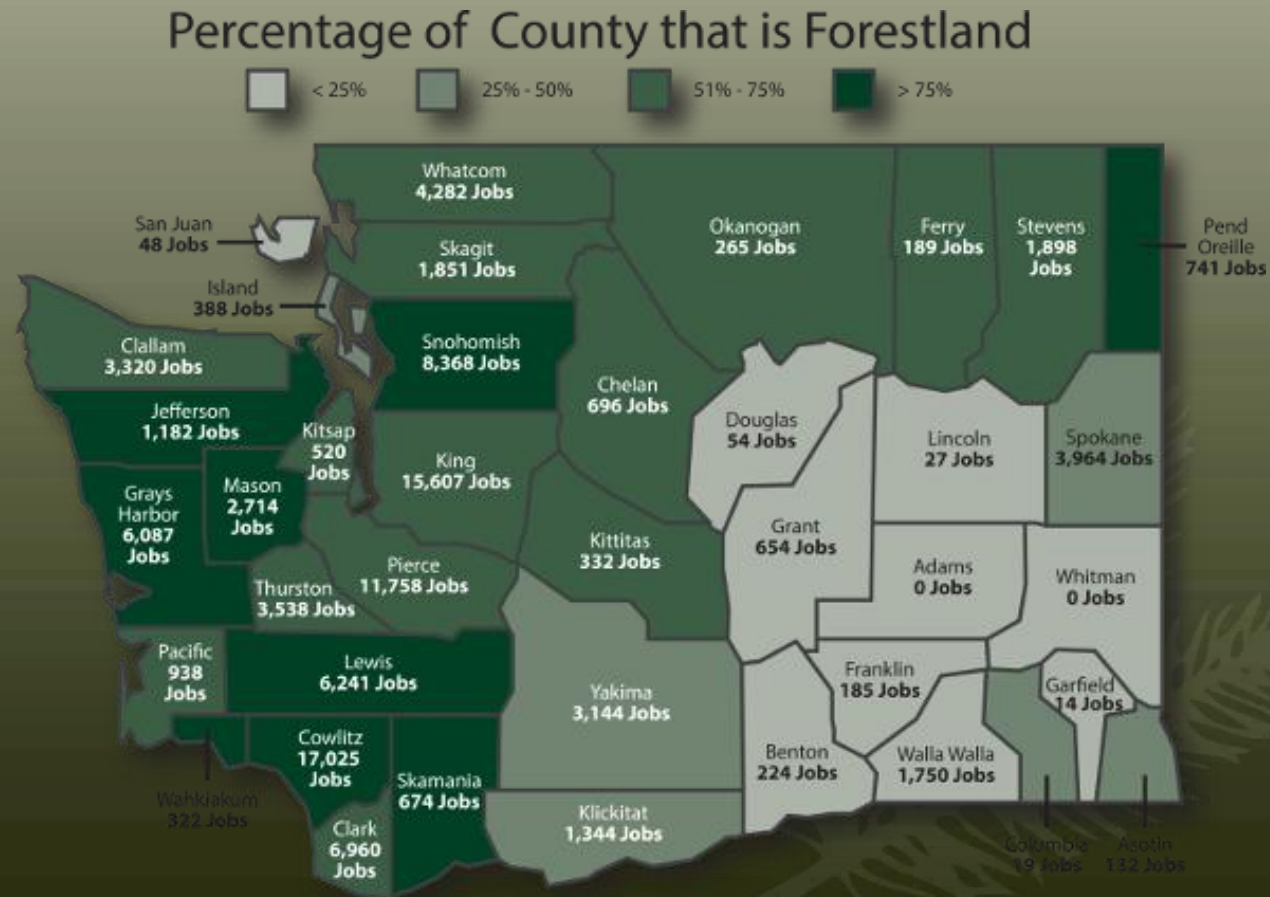 Percentage of County that is Forestland
< 25%
25% - 50%
51% - 75%
> 75%
Whatcom
4,282 Jobs
San Juan
48 Jobs
Skagit
1,851 Jobs
Island
388 Jobs
Okanogan
265 Jobs
Ferry
189 Jobs
Stevens
1,898
Jobs
Pend
Oreille
741 Jobs
Clallam
3,320 Jobs
Snohomish
8,368 Jobs
Chelan
696 Jobs
Jefferson
1,182 Jobs
Kitsap
520
Jobs
Douglas
54 Jobs
Lincoln
27 Jobs
Spokane
3,964 Jobs
Grays
Harbor
6,087
Jobs
Mason
2,714
Jobs
King
15,607 Jobs
Kittitas
332 Jobs
Grant
654 Jobs
Adams
0 Jobs
Whitman
0 Jobs
Thurston
3,538 Jobs
Pierce
11,758 Jobs
Pacific
938
Jobs
Lewis
6,241 Jobs
Yakima
3,144 Jobs
Franklin
185 Jobs
Garfield
14 Jobs
Cowlitz
17,025
Jobs
Skamania
674 Jobs
Benton
224 Jobs
Walla Walla
1,750 Jobs
Wahkiakum
322 Jobs
Clark
6,960
Jobs
Klickitat
1,344 Jobs
Columbia
19 Jobs
Asotin
132 Jobs